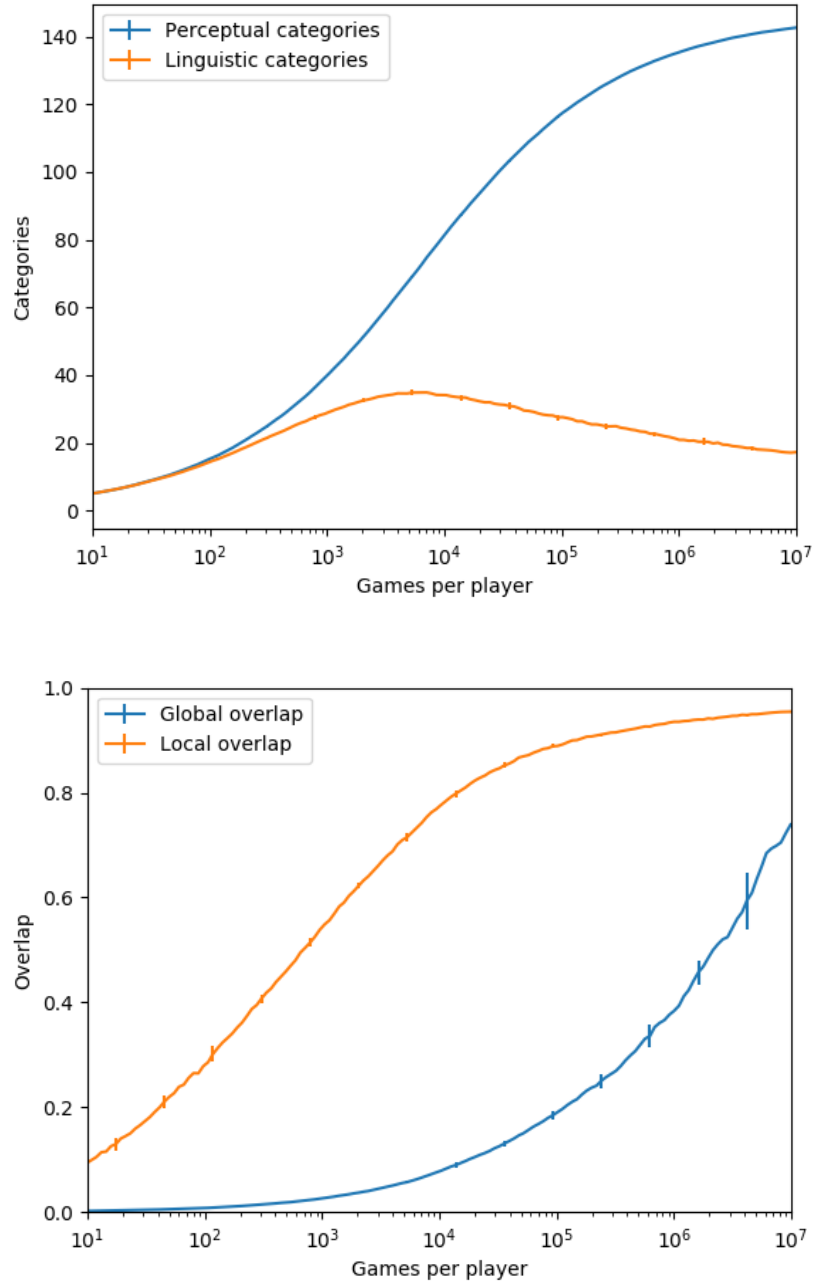 Perceptual categories
Linguistic categories
140
120
100
80
60
40
20
0
Categories
10¹ 10² 10³ 10⁴ 10⁵ 10⁶ 10⁷
Games per player
Global overlap
Local overlap
1.0
0.8
0.6
0.4
0.2
0.0
Overlap
10¹ 10² 10³ 10⁴ 10⁵ 10⁶ 10⁷
Games per player